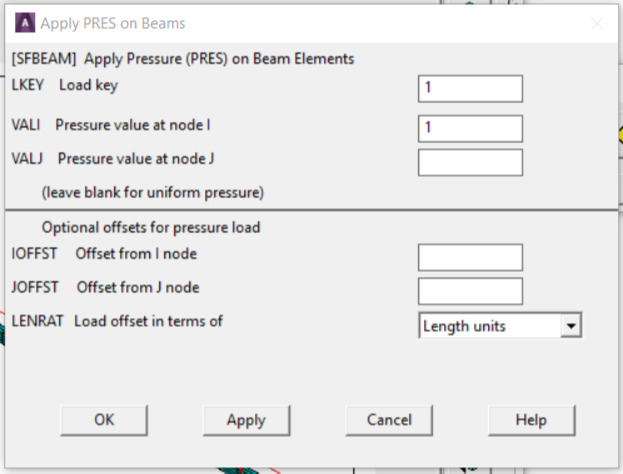 Apply PRES on Beams
[SFBEAM] Apply Pressure (PRES) on Beam Elements
LKEY Load key 1
VALI Pressure value at node I 1
VALJ Pressure value at node J
(leave blank for uniform pressure)
Optional offsets for pressure load
IOFFST Offset from I node
JOFFST Offset from J node
LENRAT Load offset in terms of Length units
OK Apply Cancel Help